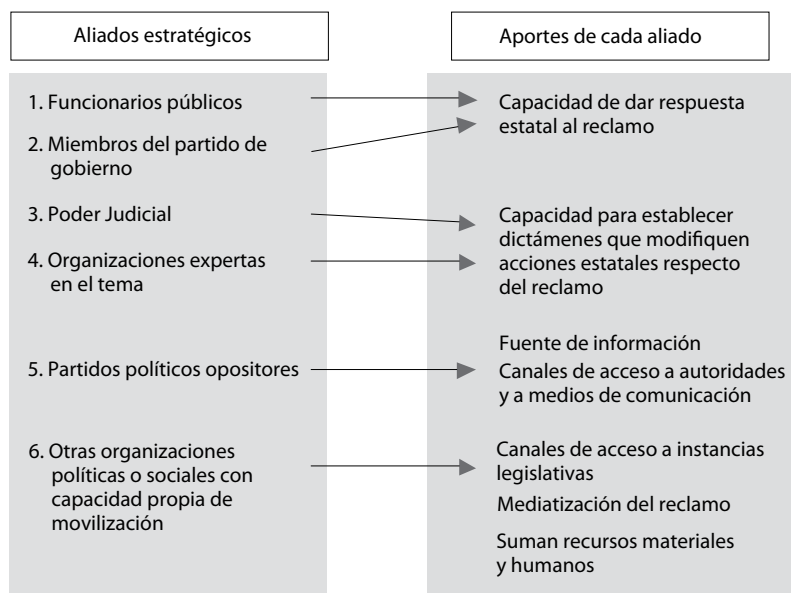 Aliados estratégicos
1. Funcionarios públicos
2. Miembros del partido de
gobierno
3. Poder Judicial
4. Organizaciones expertas
en el tema
5. Partidos políticos opositores
6. Otras organizaciones
políticas o sociales con
capacidad propia de
movilización
Aportes de cada aliado
Capacidad de dar respuesta
estatal al reclamo
Capacidad para establecer
dictámenes que modifiquen
acciones estatales respecto
del reclamo
Fuente de información
Canales de acceso a autoridades
y a medios de comunicación
Canales de acceso a instancias
legislativas
Mediatización del reclamo
Suman recursos materiales
y humanos